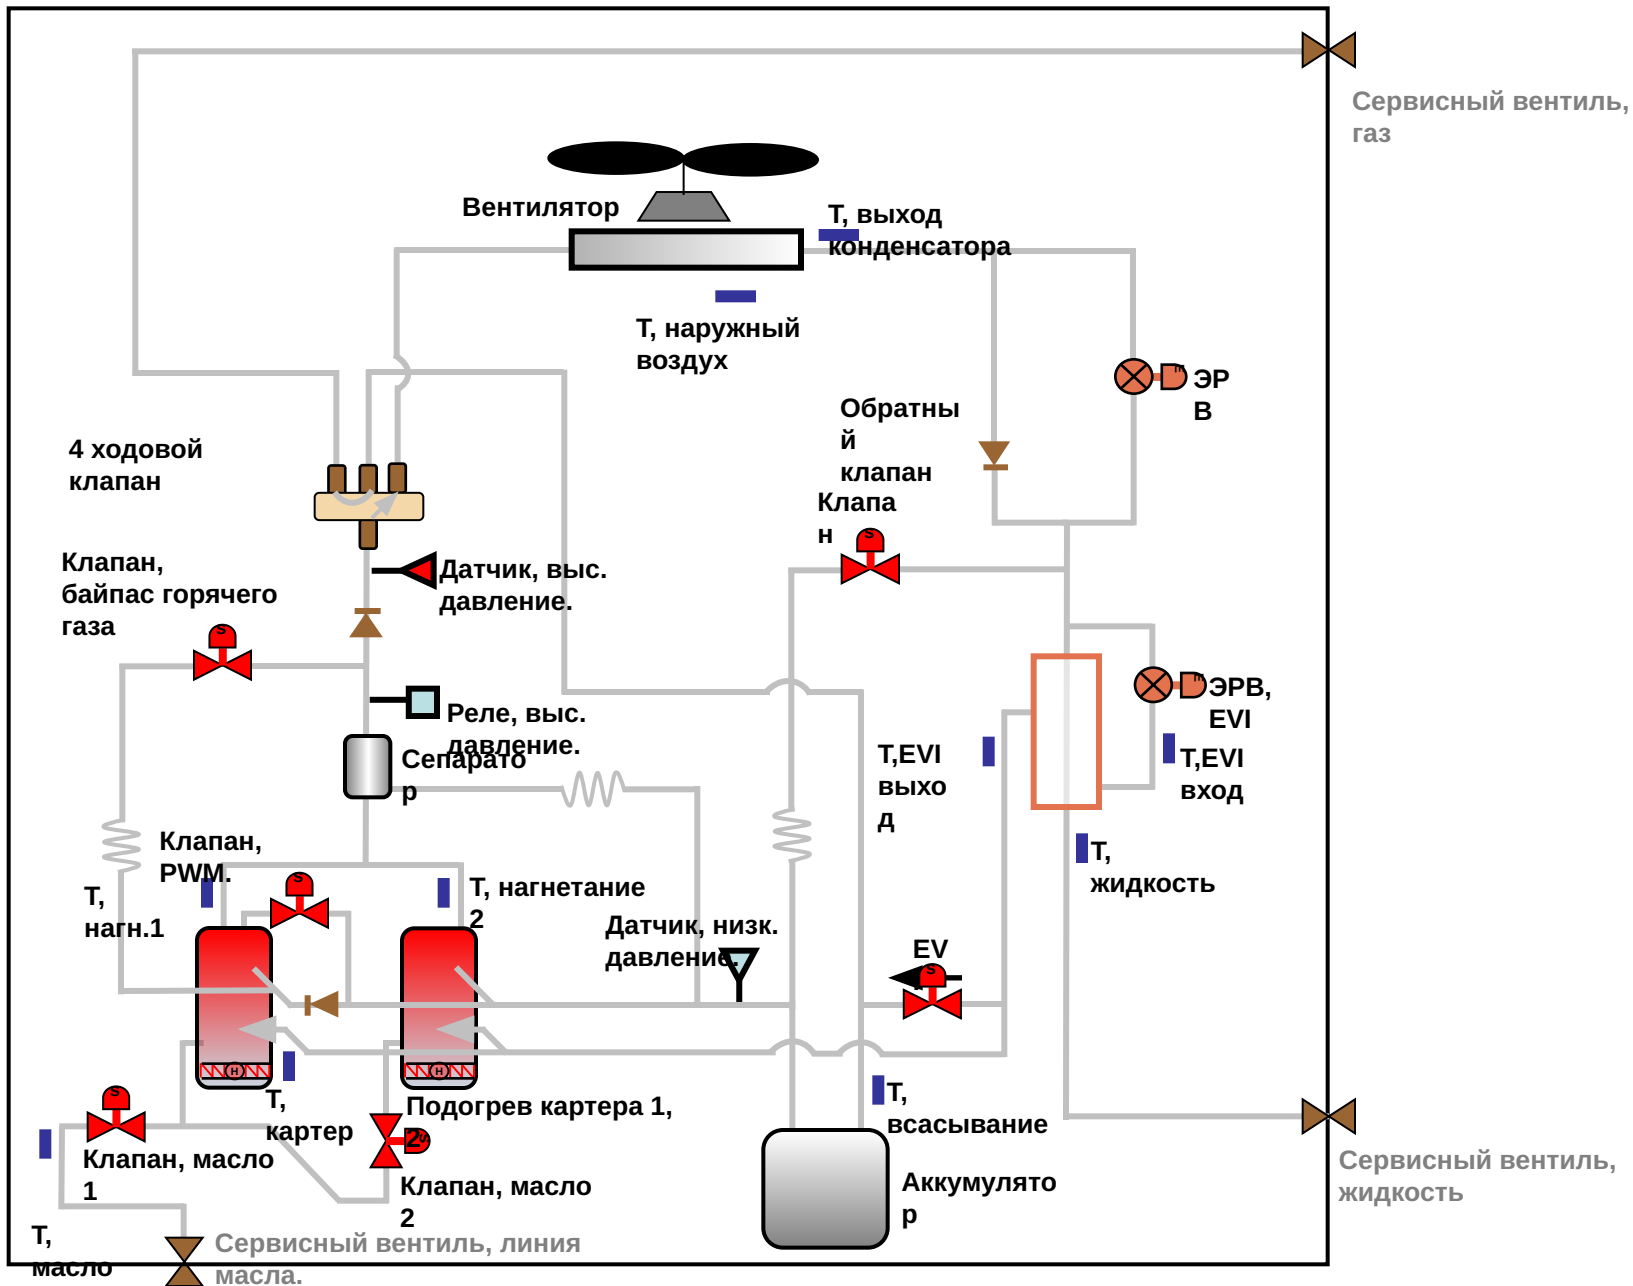 Сервисный вентиль,
газ
Вентилятор
T, выход
конденсатора
T, наружный
воздух
ЭР
В
m
Обратны
й
клапан
4 ходовой
клапан
Клапа
н
S
Клапан,
байпас горячего
газа
S
Датчик, выс.
давление.
Реле, выс.
давление.
Сепарато
р
ЭРВ,
EVI
m
T,EVI
выхо
д
T,EVI
вход
Клапан,
PWM.
S
T,
нагн.1
T, нагнетание
2
T,
жидкость
Датчик, низк.
давление.
EV
S
H
H
T,
картер
Подогрев картера 1,
2
S
T,
всасывание
S
Клапан, масло
1
Клапан, масло
2
Аккумулято
р
Сервисный вентиль,
жидкость
T,
масло
Сервисный вентиль, линия
масла.